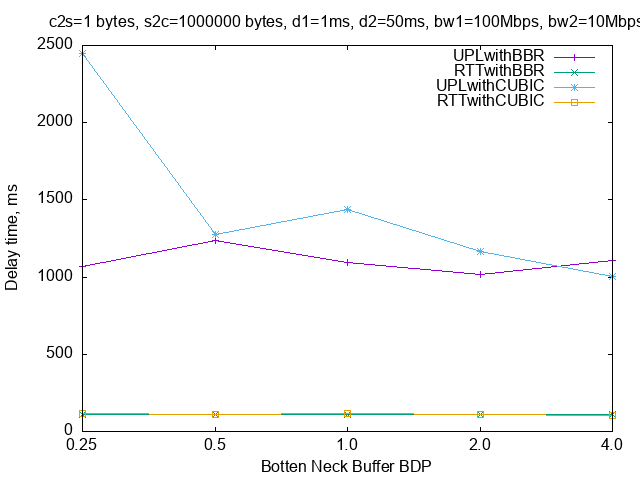 c2s=1 bytes, s2c=1000000 bytes, d1=1ms, d2=50ms, bw1=100Mbps, bw2=10Mbps
UPLwithBBR
RTTwithBBR
UPLwithCUBIC
RTTwithCUBIC
Delay time, ms
2500
2000
1500
1000
500
0
0.25 0.5 1.0 2.0 4.0
Botten Neck Buffer BDP